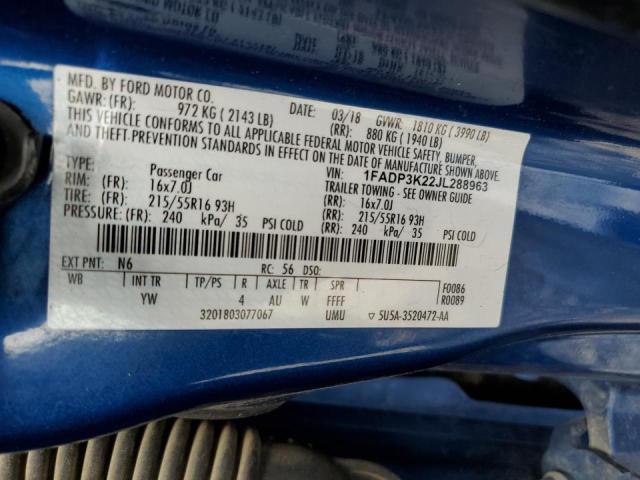 MFD. BY FORD MOTOR CO.
DATE: 03/18 GVWR: 1810 KG ( 3990 LB)
GAWR: (FR): 972 KG ( 2143 LB) (RR): 880 KG ( 1940 LB)
THIS VEHICLE CONFORMS TO ALL APPLICABLE FEDERAL MOTOR VEHICLE SAFETY, BUMPER,
AND THEFT-PREVENTION STANDARDS IN EFFECT ON THE DATE OF MANUFACTURE SHOWN ABOVE.
VIN: 1FADP3K22JL288963
TYPE: Passenger Car TRAILER TOWING - SEE OWNER GUIDE
RIM: (FR): 16x7.0J (RR): 16x7.0J
TIRE: (FR): 215/55R16 93H (RR): 215/55R16 93H
PRESSURE: (FR): 240 kPa/ 35 PSI COLD (RR): 240 kPa/ 35 PSI COLD
EXT PNT: N6 RC: 56 DSO: F0086
WB INT TR TP/PS R AXLE TR SPR R0089
YW 4 AU W FFFF
3201803077067 UMU ▽ 5U5A-3520472-AA